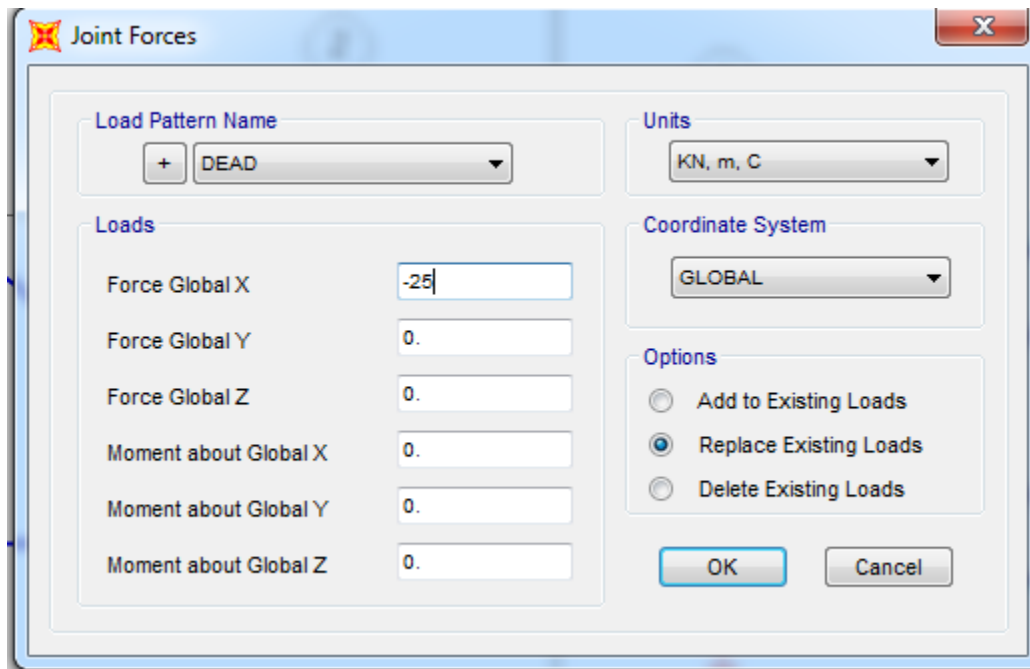 Joint Forces
Load Pattern Name
+ DEAD
Units
KN, m, C
Loads
Force Global X -25
Force Global Y 0.
Force Global Z 0.
Moment about Global X 0.
Moment about Global Y 0.
Moment about Global Z 0.
Coordinate System
GLOBAL
Options
Add to Existing Loads
Replace Existing Loads
Delete Existing Loads
OK Cancel